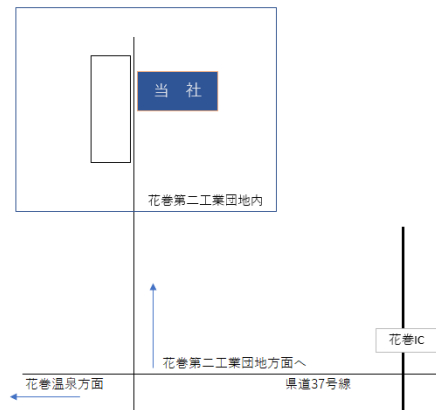 当　社
花巻第二工業団地内
花巻IC
花巻第二工業団地方面へ
花巻温泉方面
県道37号線